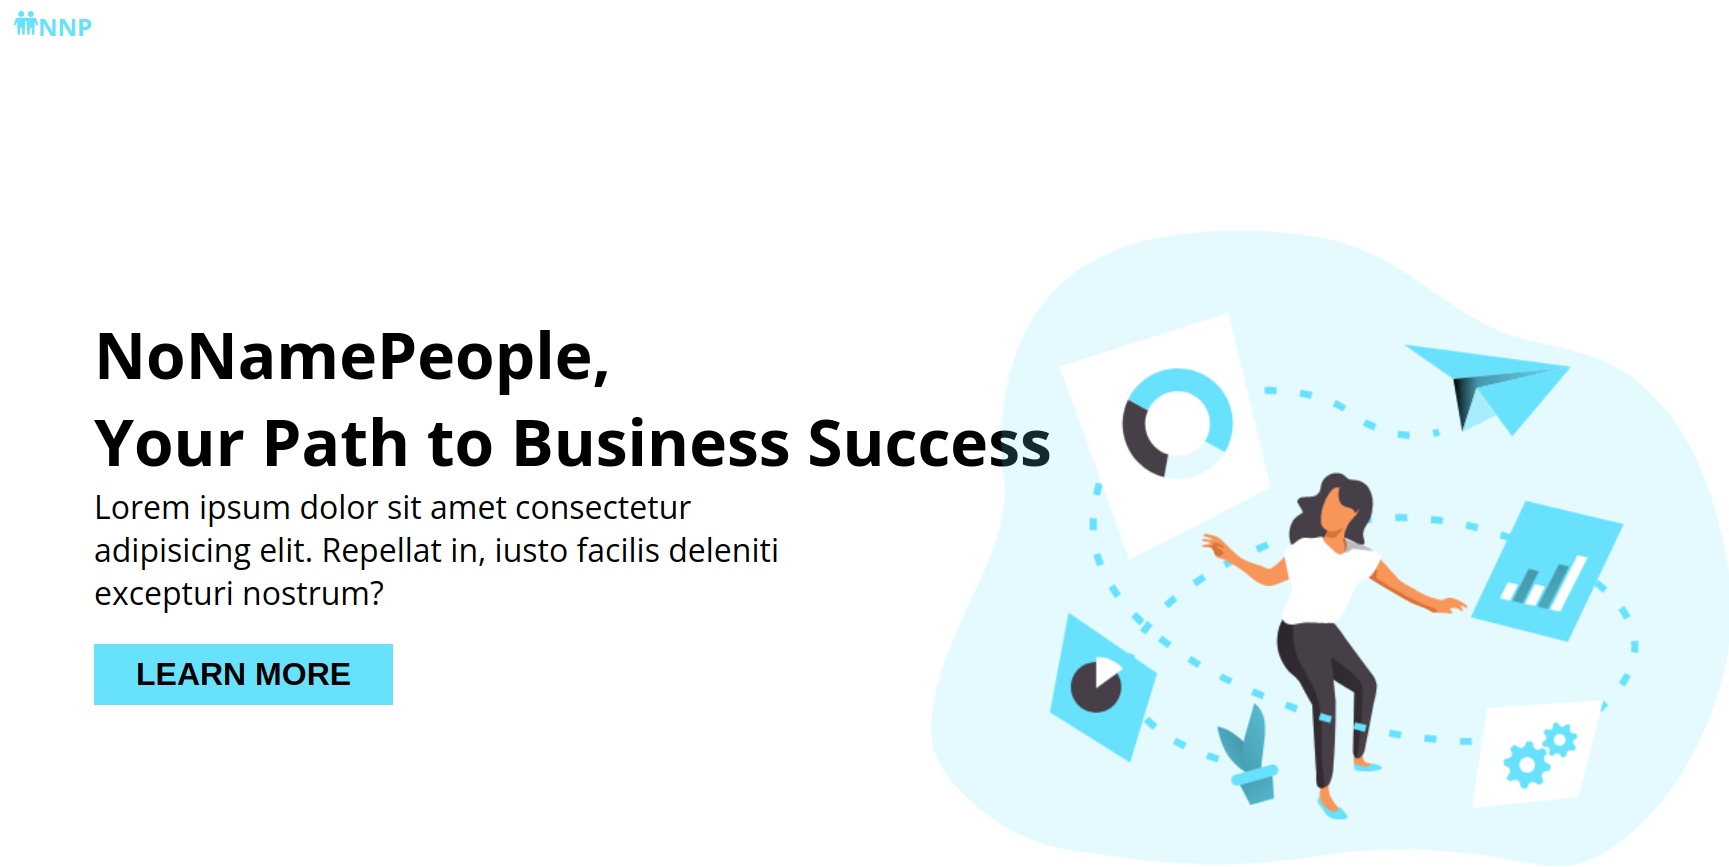 NNP
NoNamePeople,
Your Path to Business Success
Lorem ipsum dolor sit amet consectetur
adipisicing elit. Repellat in, iusto facilis deleniti
excepturi nostrum?
LEARN MORE